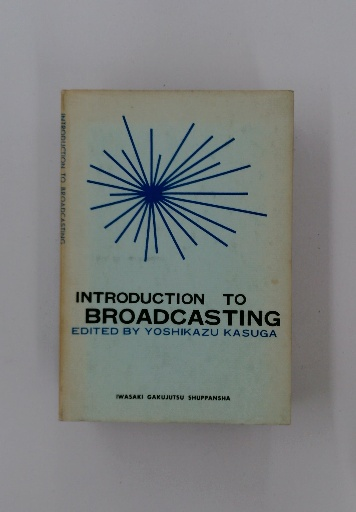 INTRODUCTION TO BROADCASTING
INTRODUCTION TO
BROADCASTING
EDITED BY YOSHIKAZU KASUGA
IWASAKI GAKUJUTSU SHUPPANSHA